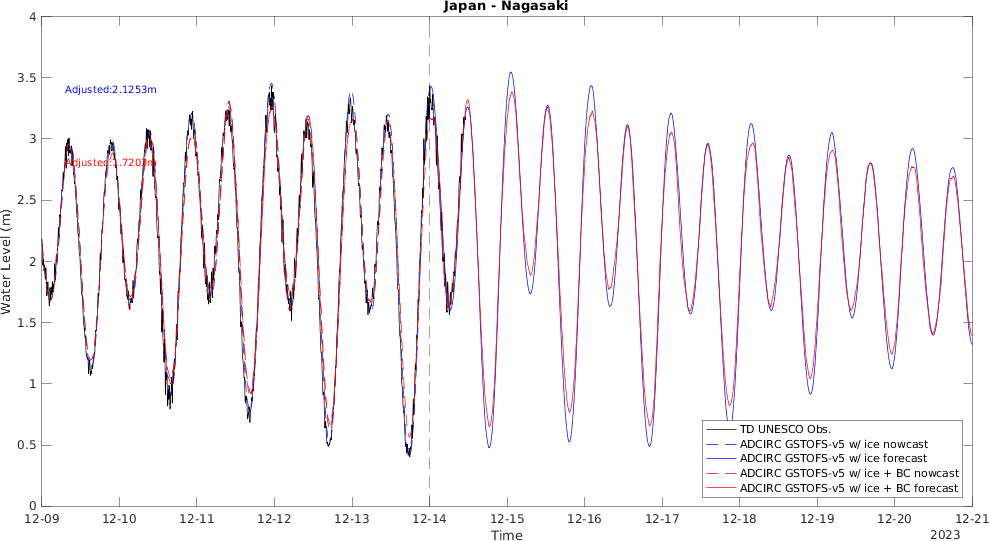 Japan - Nagasaki
Water Level (m)
4
3.5
3
2.5
2
1.5
1
0.5
0
Adjusted:2.1253m
Adjusted:1.7203m
TD UNESCO Obs.
ADCIRC GSTOFS-v5 w/ ice nowcast
ADCIRC GSTOFS-v5 w/ ice forecast
ADCIRC GSTOFS-v5 w/ ice + BC nowcast
ADCIRC GSTOFS-v5 w/ ice + BC forecast
12-09 12-10 12-11 12-12 12-13 12-14 12-15 12-16 12-17 12-18 12-19 12-20 12-21
Time
2023